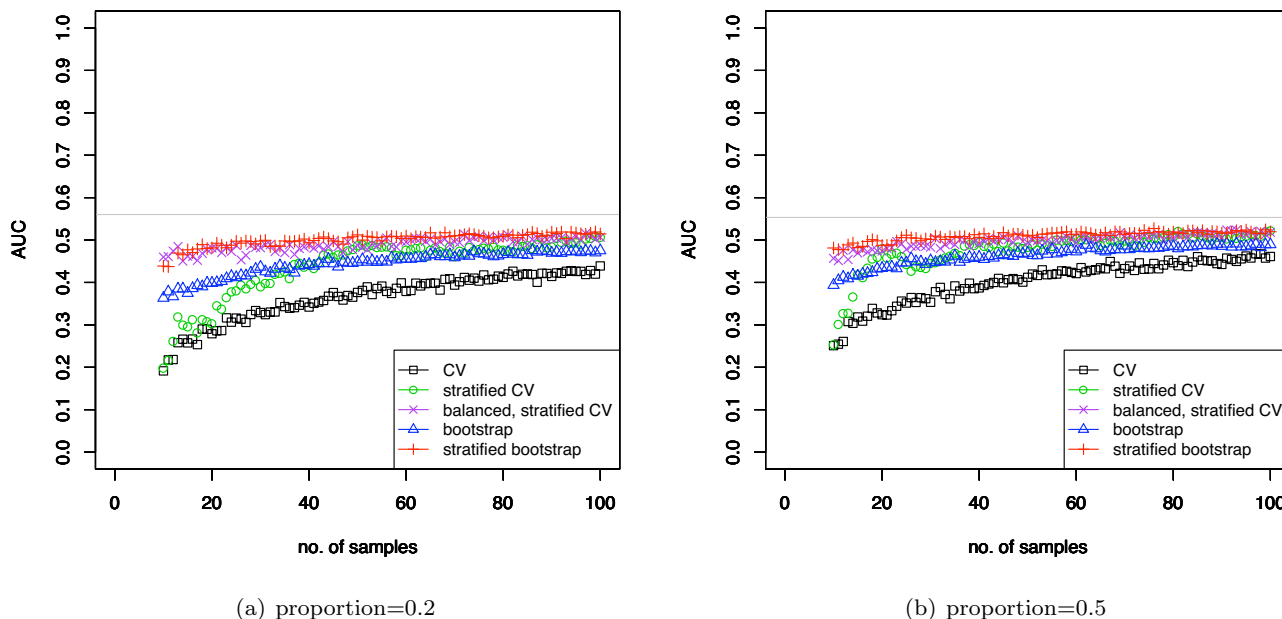 AUC
1.0
0.9
0.8
0.7
0.6
0.5
0.4
0.3
0.2
0.1
0.0
CV
stratified CV
balanced, stratified CV
bootstrap
stratified bootstrap
0 20 40 60 80 100
no. of samples
(a) proportion=0.2
AUC
1.0
0.9
0.8
0.7
0.6
0.5
0.4
0.3
0.2
0.1
0.0
CV
stratified CV
balanced, stratified CV
bootstrap
stratified bootstrap
0 20 40 60 80 100
no. of samples
(b) proportion=0.5